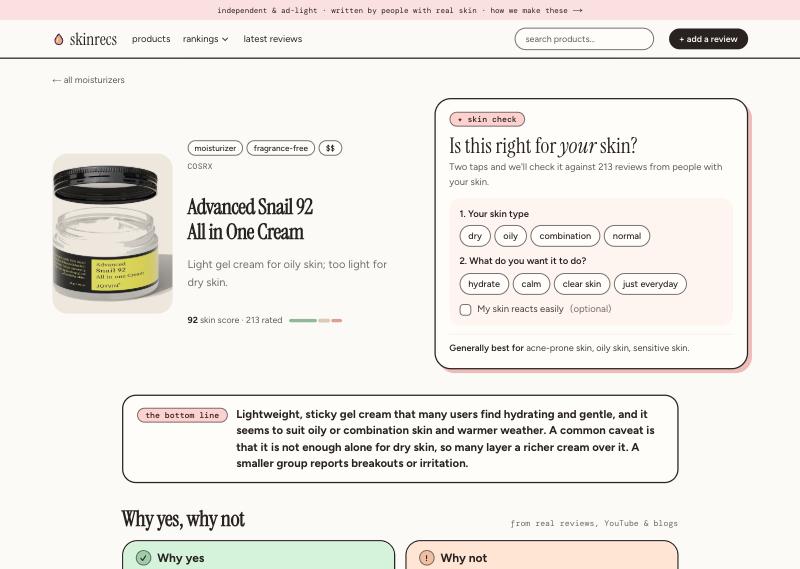 independent & ad-light · written by people with real skin · how we make these →
skinrecs
products
rankings
latest reviews
search products...
+ add a review
← all moisturizers
moisturizer
fragrance-free
$$
COSRX
Advanced Snail 92
All in One Cream
Light gel cream for oily skin; too light for
dry skin.
92 skin score · 213 rated
Advanced
Snail 92
All in one Cream
skin check
Is this right for your skin?
Two taps and we'll check it against 213 reviews from people with
your skin.
1. Your skin type
dry
oily
combination
normal
2. What do you want it to do?
hydrate
calm
clear skin
just everyday
My skin reacts easily (optional)
Generally best for acne-prone skin, oily skin, sensitive skin.
the bottom line
Lightweight, sticky gel cream that many users find hydrating and gentle, and it
seems to suit oily or combination skin and warmer weather. A common caveat is
that it is not enough alone for dry skin, so many layer a richer cream over it. A
smaller group reports breakouts or irritation.
Why yes, why not
from real reviews, YouTube & blogs
Why yes
Why not